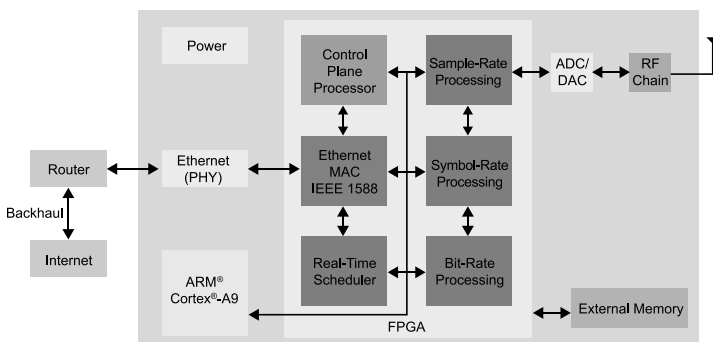 Power
Control
Plane
Processor
Sample-Rate
Processing
ADC/
DAC
RF
Chain
Router
Ethernet
(PHY)
Ethernet
MAC
IEEE 1588
Symbol-Rate
Processing
Backhaul
Internet
ARM®
Cortex®-A9
Real-Time
Scheduler
Bit-Rate
Processing
External Memory
FPGA